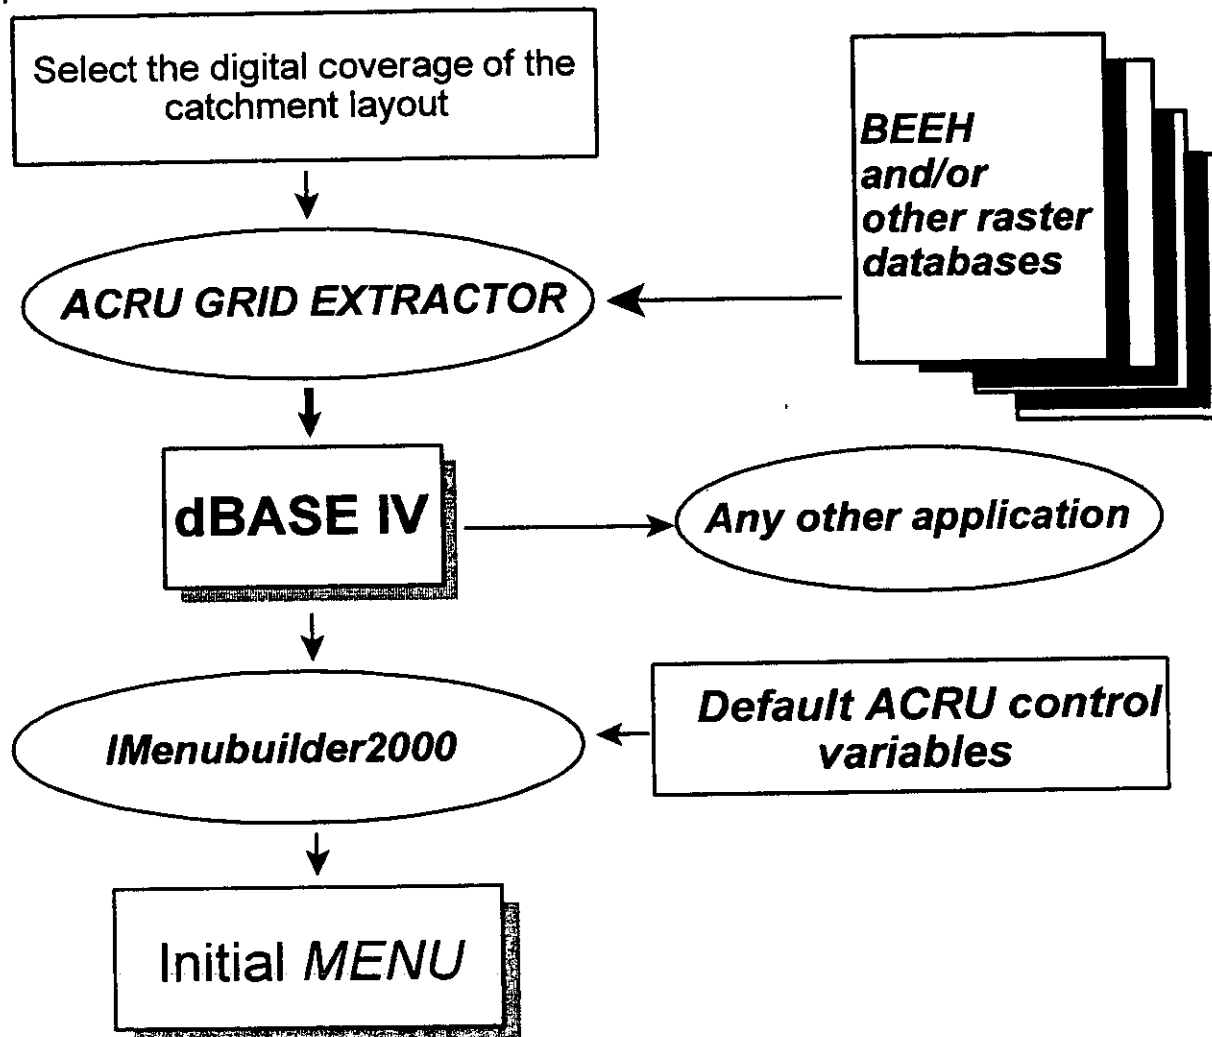 Select the digital coverage of the
catchment layout
BEEH
and/or
other raster
databases
ACRU GRID EXTRACTOR
dBASE IV
Any other application
IMenubuilder2000
Default ACRU control
variables
Initial MENU